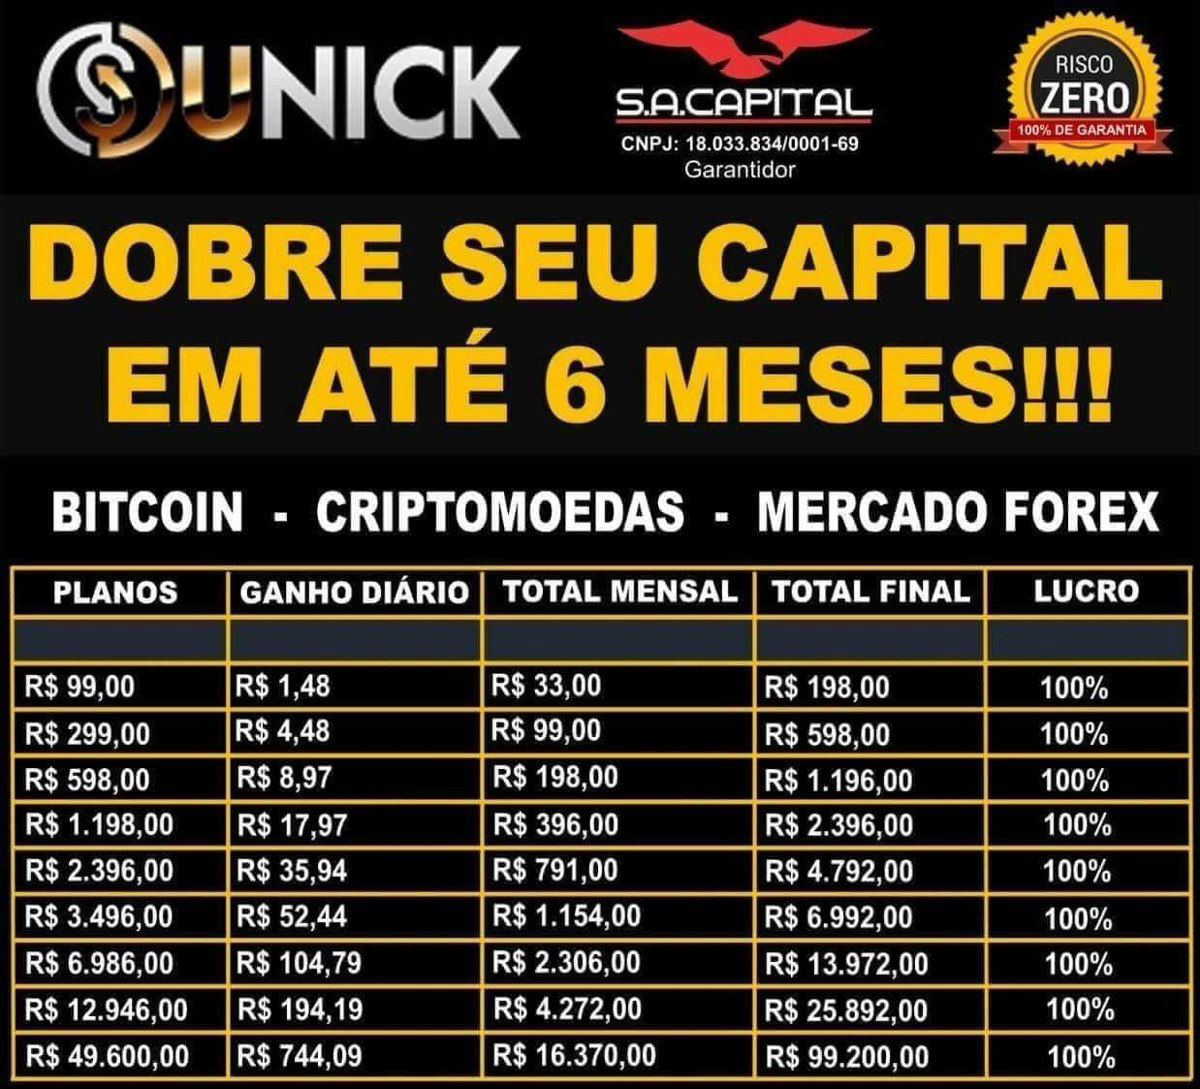 UNICK
S.A.CAPITAL
CNPJ: 18.033.834/0001-69
Garantidor
RISCO
ZERO
100% DE GARANTIA
DOBRE SEU CAPITAL
EM ATÉ 6 MESES!!!
BITCOIN - CRIPTOMOEDAS - MERCADO FOREX
PLANOS GANHO DIÁRIO TOTAL MENSAL TOTAL FINAL LUCRO
R$ 99,00 R$ 1,48 R$ 33,00 R$ 198,00 100%
R$ 299,00 R$ 4,48 R$ 99,00 R$ 598,00 100%
R$ 598,00 R$ 8,97 R$ 198,00 R$ 1.196,00 100%
R$ 1.198,00 R$ 17,97 R$ 396,00 R$ 2.396,00 100%
R$ 2.396,00 R$ 35,94 R$ 791,00 R$ 4.792,00 100%
R$ 3.496,00 R$ 52,44 R$ 1.154,00 R$ 6.992,00 100%
R$ 6.986,00 R$ 104,79 R$ 2.306,00 R$ 13.972,00 100%
R$ 12.946,00 R$ 194,19 R$ 4.272,00 R$ 25.892,00 100%
R$ 49.600,00 R$ 744,09 R$ 16.370,00 R$ 99.200,00 100%